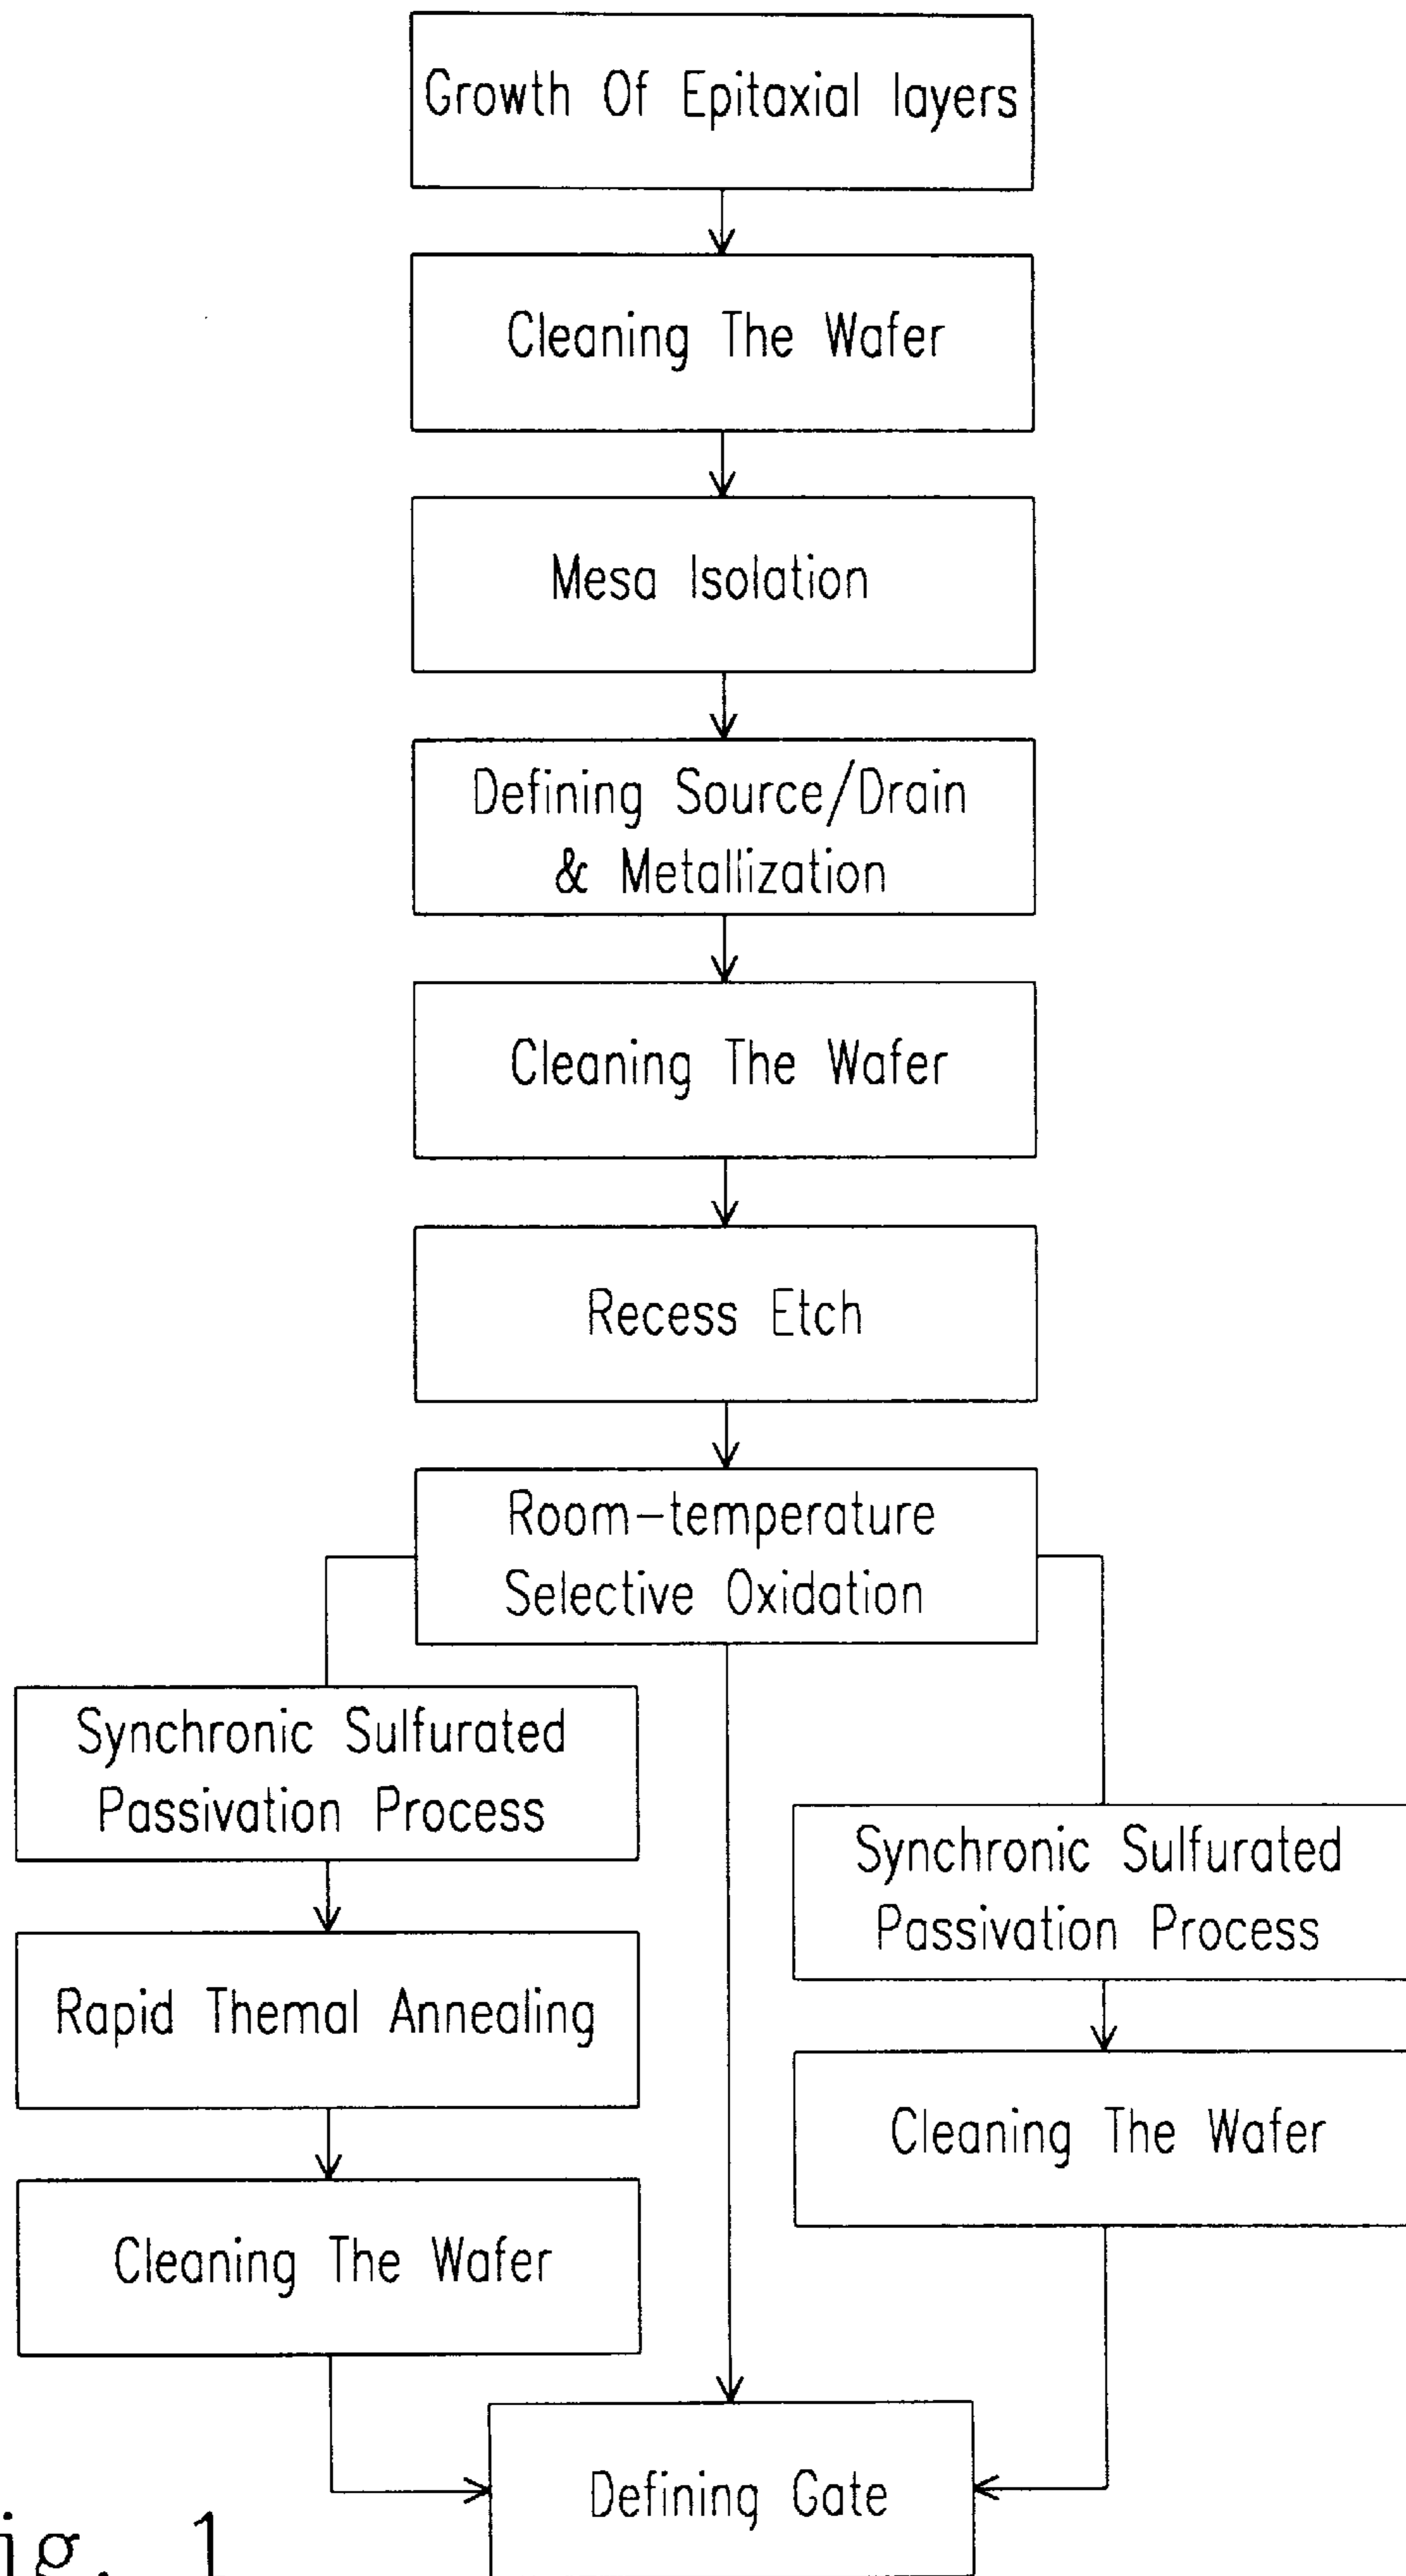 Growth Of Epitaxial layers
Cleaning The Wafer
Mesa Isolation
Defining Source/Drain
& Metallization
Cleaning The Wafer
Recess Etch
Room-temperature
Selective Oxidation
Synchronic Sulfurated
Passivation Process
Rapid Themal Annealing
Cleaning The Wafer
Synchronic Sulfurated
Passivation Process
Cleaning The Wafer
Defining Gate
ig. 1